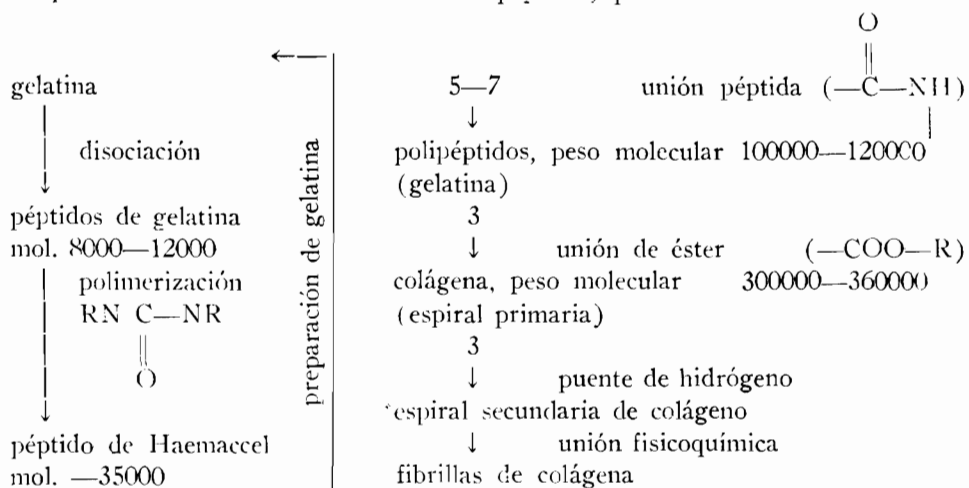 gelatina
disociación
péptidos de gelatina
mol. 8000—12000
polimerización
RN C—NR
||
O
péptido de Haemaccel
mol. —35000
←—
preparación de gelatina
O
||
5—7 unión péptida (—C—NH)
↓ |
polipéptidos, peso molecular 100000—120000
(gelatina)
3
↓ unión de éster (—COO—R)
colágena, peso molecular 300000—360000
(espiral primaria)
3
↓ puente de hidrógeno
espiral secundaria de colágeno
↓ unión fisicoquímica
fibrillas de colágena